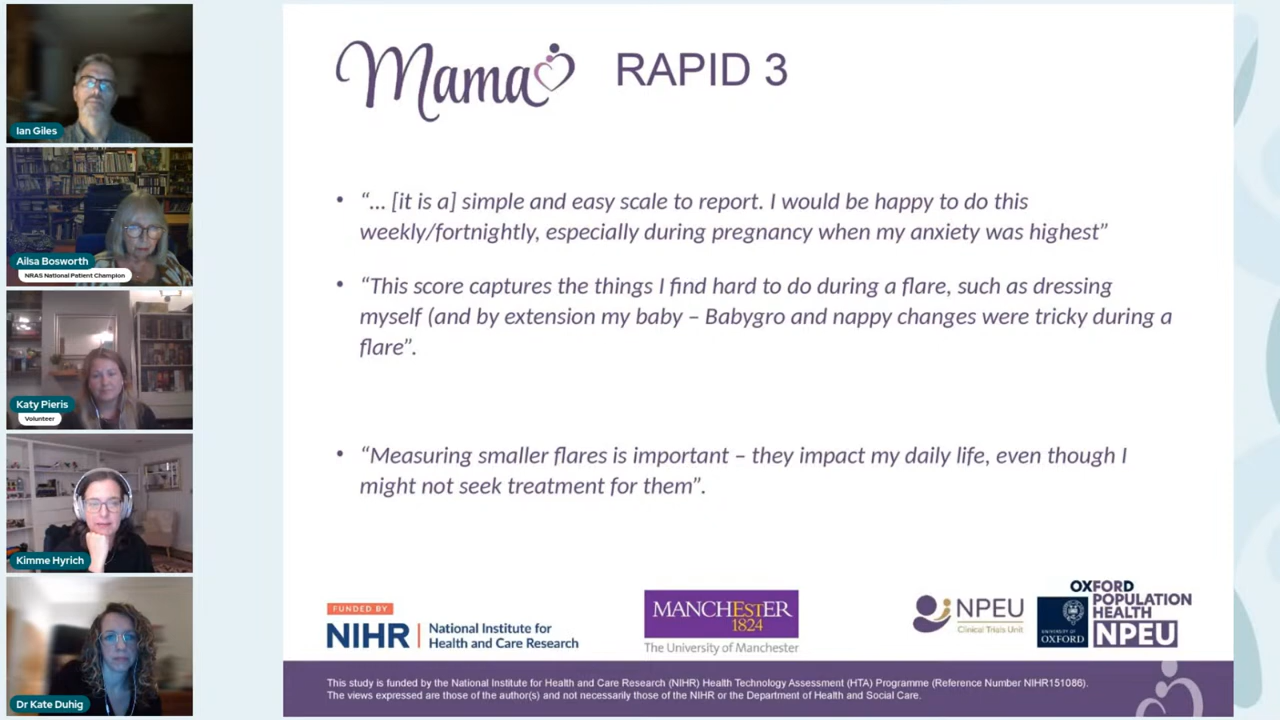 Ian Giles
Ailsa Bosworth
NRAS National Patient Champion
Katy Pieris
Volunteer
Kimme Hyrich
Dr Kate Duhig
Mama RAPID 3
• “... [it is a] simple and easy scale to report. I would be happy to do this
weekly/fortnightly, especially during pregnancy when my anxiety was highest”
• “This score captures the things I find hard to do during a flare, such as dressing
myself (and by extension my baby – Babygro and nappy changes were tricky during a
flare”.
• “Measuring smaller flares is important – they impact my daily life, even though I
might not seek treatment for them”.
FUNDED BY
NIHR | National Institute for
Health and Care Research
MANCHESTER
1824
The University of Manchester
NPEU
Clinical Trials Unit
UNIVERSITY OF
OXFORD
OXFORD
POPULATION
HEALTH
NPEU
This study is funded by the National Institute for Health and Care Research (NIHR) Health Technology Assessment (HTA) Programme (Reference Number NIHR151086).
The views expressed are those of the author(s) and not necessarily those of the NIHR or the Department of Health and Social Care.